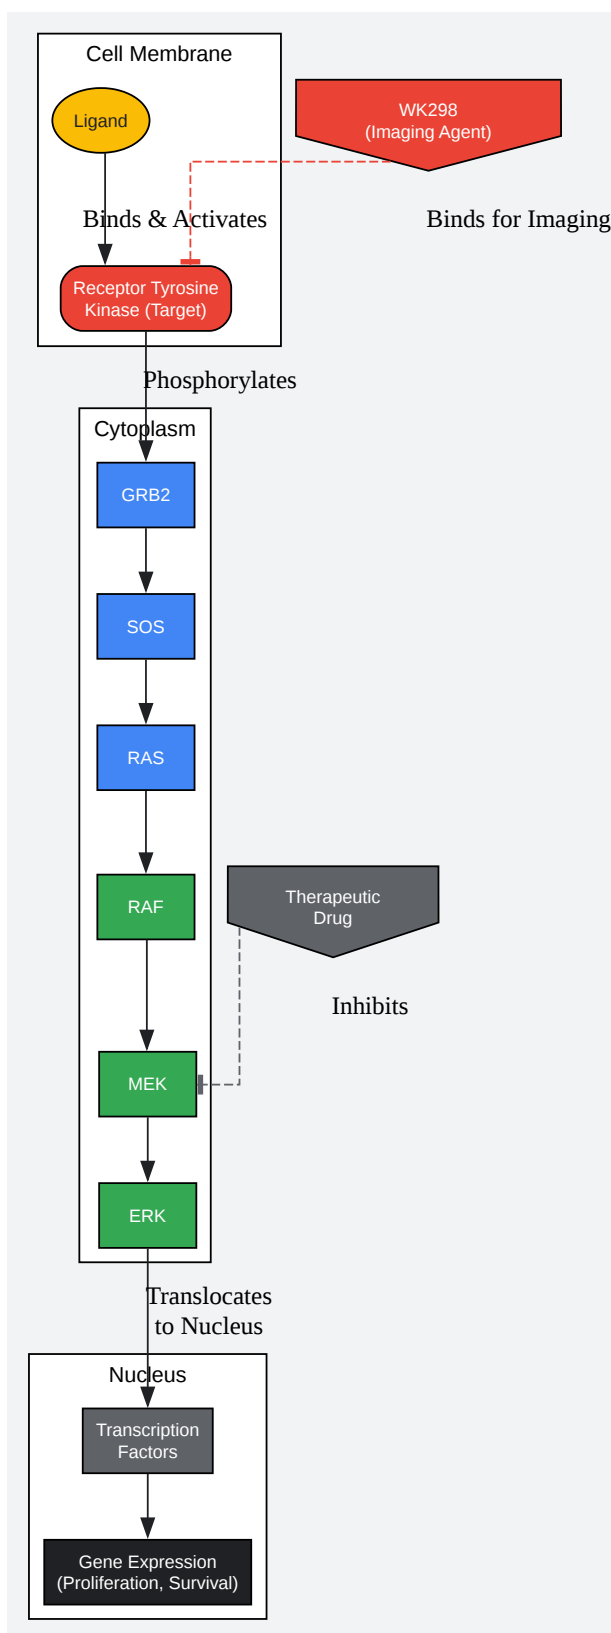 Cell Membrane
Ligand
WK298
(Imaging Agent)
Binds & Activates
Binds for Imaging
Receptor Tyrosine
Kinase (Target)
Phosphorylates
Cytoplasm
GRB2
SOS
RAS
RAF
Therapeutic
Drug
Inhibits
MEK
ERK
Translocates
to Nucleus
Nucleus
Transcription
Factors
Gene Expression
(Proliferation, Survival)